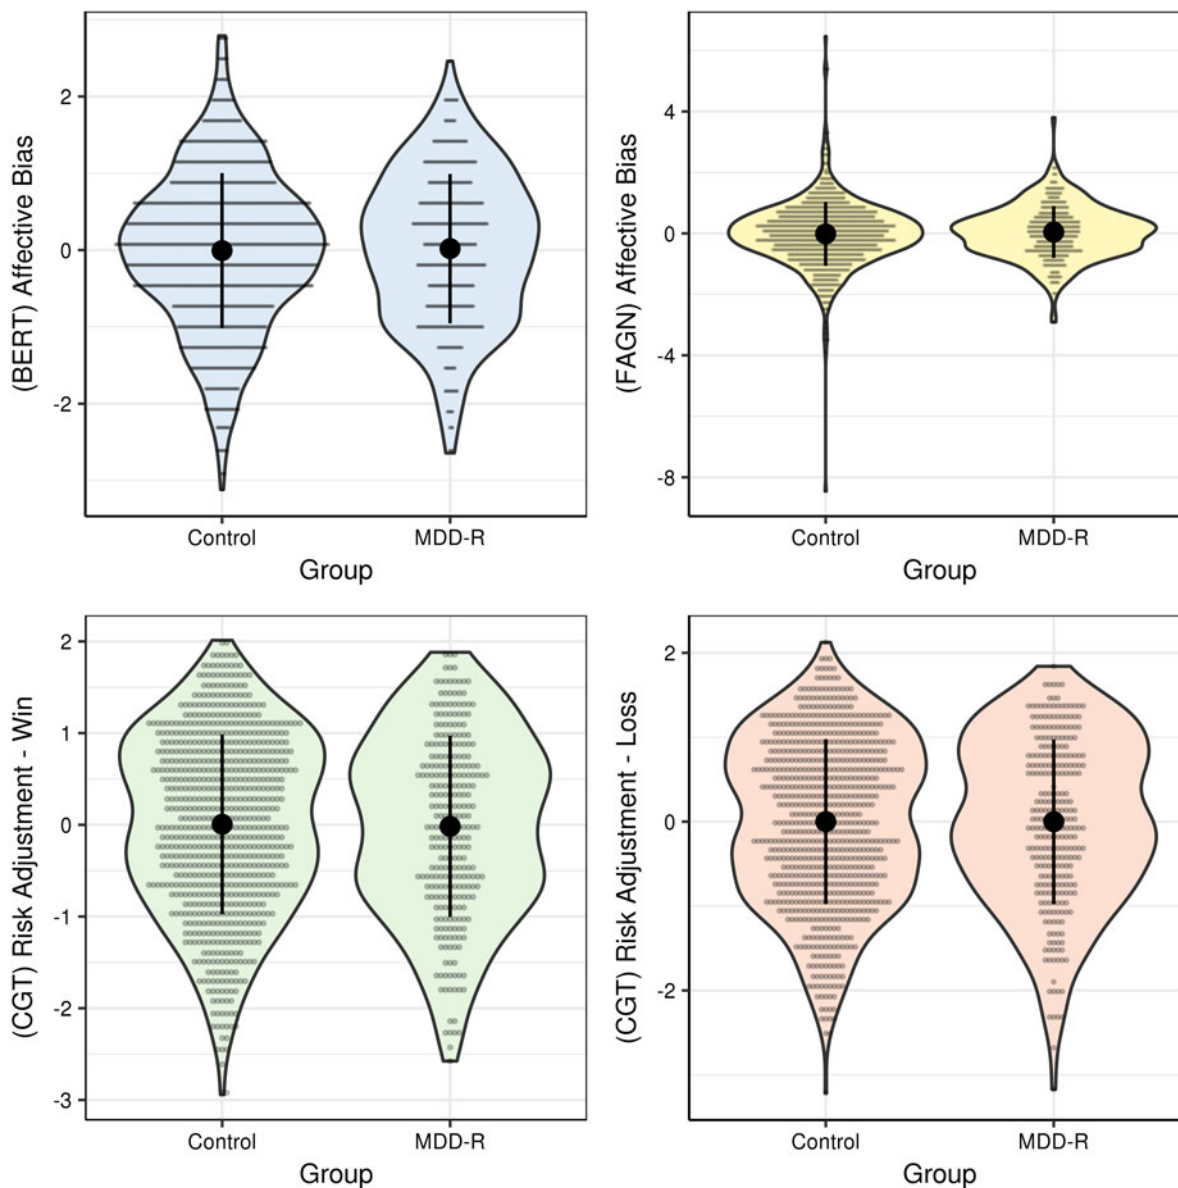 (BERT) Affective Bias
2
0
-2
Control MDD-R
Group
(FAGN) Affective Bias
4
0
-4
-8
Control MDD-R
Group
(CGT) Risk Adjustment - Win
2
1
0
-1
-2
-3
Control MDD-R
Group
(CGT) Risk Adjustment - Loss
2
0
-2
Control MDD-R
Group